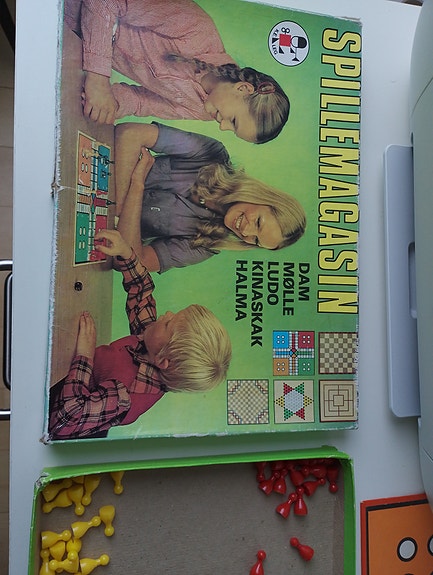 SPILLEMAGASIN
DAM
MØLLE
LUDO
KINASKAK
HALMA